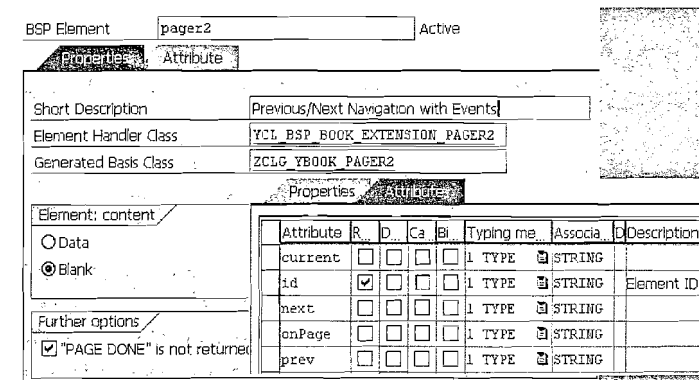 BSP Element pager2 Active
Properties Attribute
Short Description Previous/Next Navigation with Events
Element Handler Class YCL_BSP_BOOK_EXTENSION_PAGER2
Generated Basis Class ZCLG_YBOOK_PAGER2
Properties Attribute
Element: content
Data
Blank
Further options
"PAGE DONE" is not returned
Attribute R... D... Ca... Bi... Typing me... Associa... D Description
current 1 TYPE STRING
id 1 TYPE STRING Element ID
next 1 TYPE STRING
onPage 1 TYPE STRING
prev 1 TYPE STRING